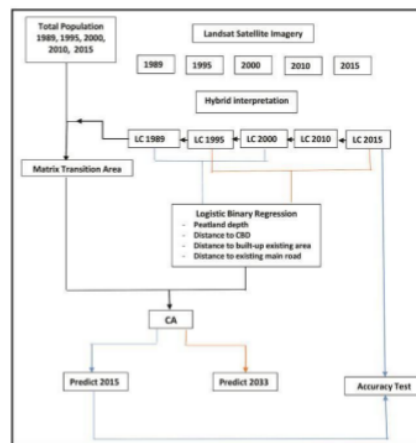 Total Population
1989, 1995, 2000,
2010, 2015
Landsat Satellite Imagery
1989
1995
2000
2010
2015
Hybrid interpretation
LC 1989
LC 1995
LC 2000
LC 2010
LC 2015
Matrix Transition Area
Logistic Binary Regression
- Peatland depth
- Distance to CBD
- Distance to built-up existing area
- Distance to existing main road
CA
Predict 2015
Predict 2033
Accuracy Test